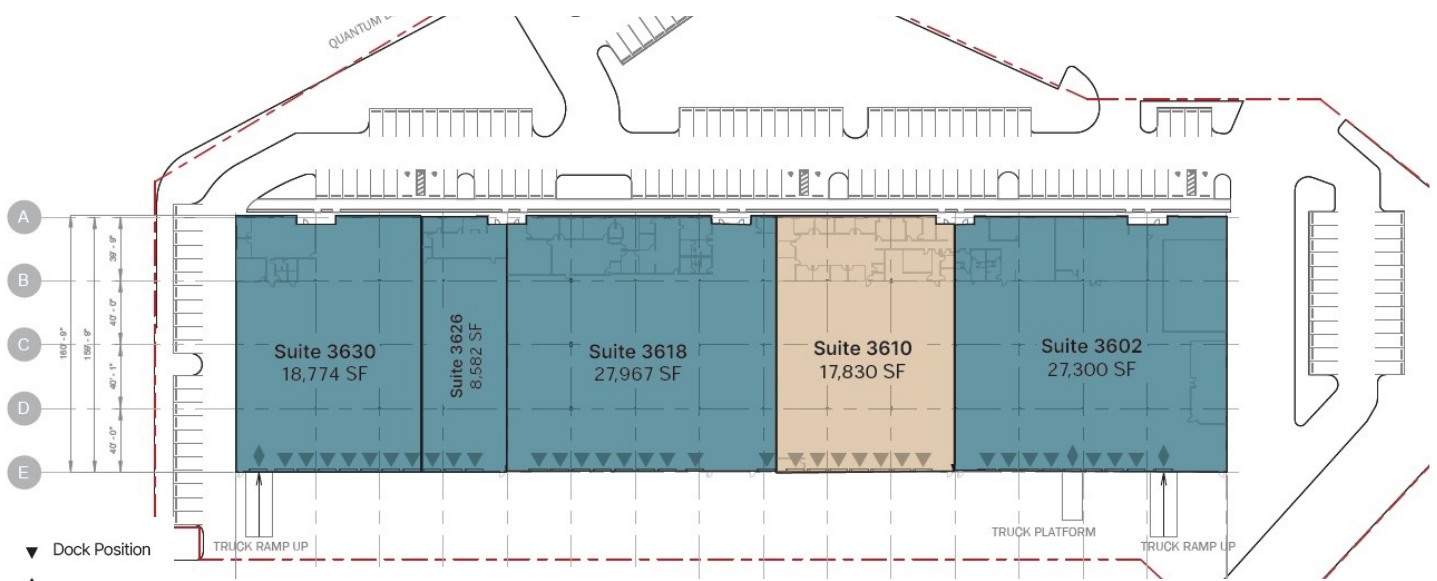 QUANTUM
A
B
C
D
E
160' - 9"
159' - 9"
39' - 9"
40' - 0"
40' - 1"
40' - 0"
Suite 3630
18,774 SF
Suite 3626
8,582 SF
Suite 3618
27,967 SF
Suite 3610
17,830 SF
Suite 3602
27,300 SF
TRUCK RAMP UP
TRUCK PLATFORM
TRUCK RAMP UP
Dock Position